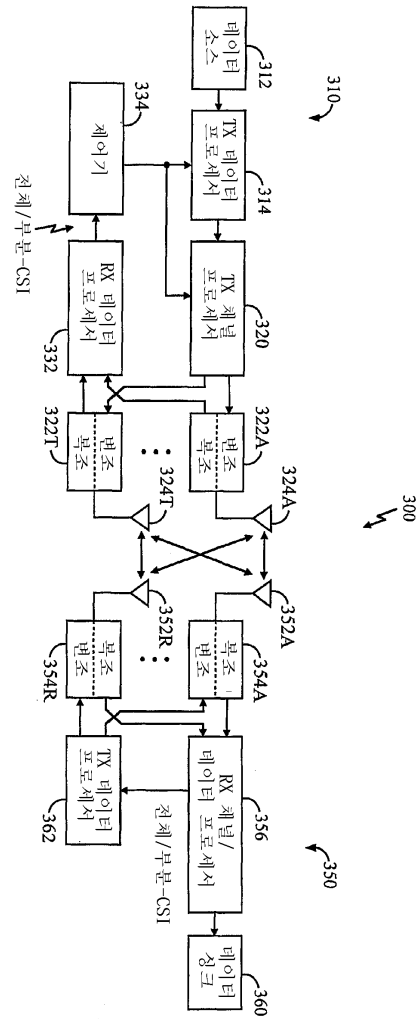 300
310
350
데이터
소스
312
TX 데이터
프로세서
314
TX 채널
프로세서
320
변조
복조
322A
324A
352A
복조
변조
354A
RX 채널/
데이터 프로세서
356
데이터
싱크
360
334
제어기
전체/부분-CSI
RX 데이터
프로세서
332
변조
복조
322T
324T
352R
복조
변조
354R
TX 데이터
프로세서
362
전체/부분-CSI